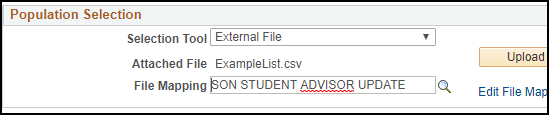 Population Selection
Selection Tool External File
Attached File ExampleList.csv Upload
File Mapping SON STUDENT ADVISOR UPDATE Edit File Map